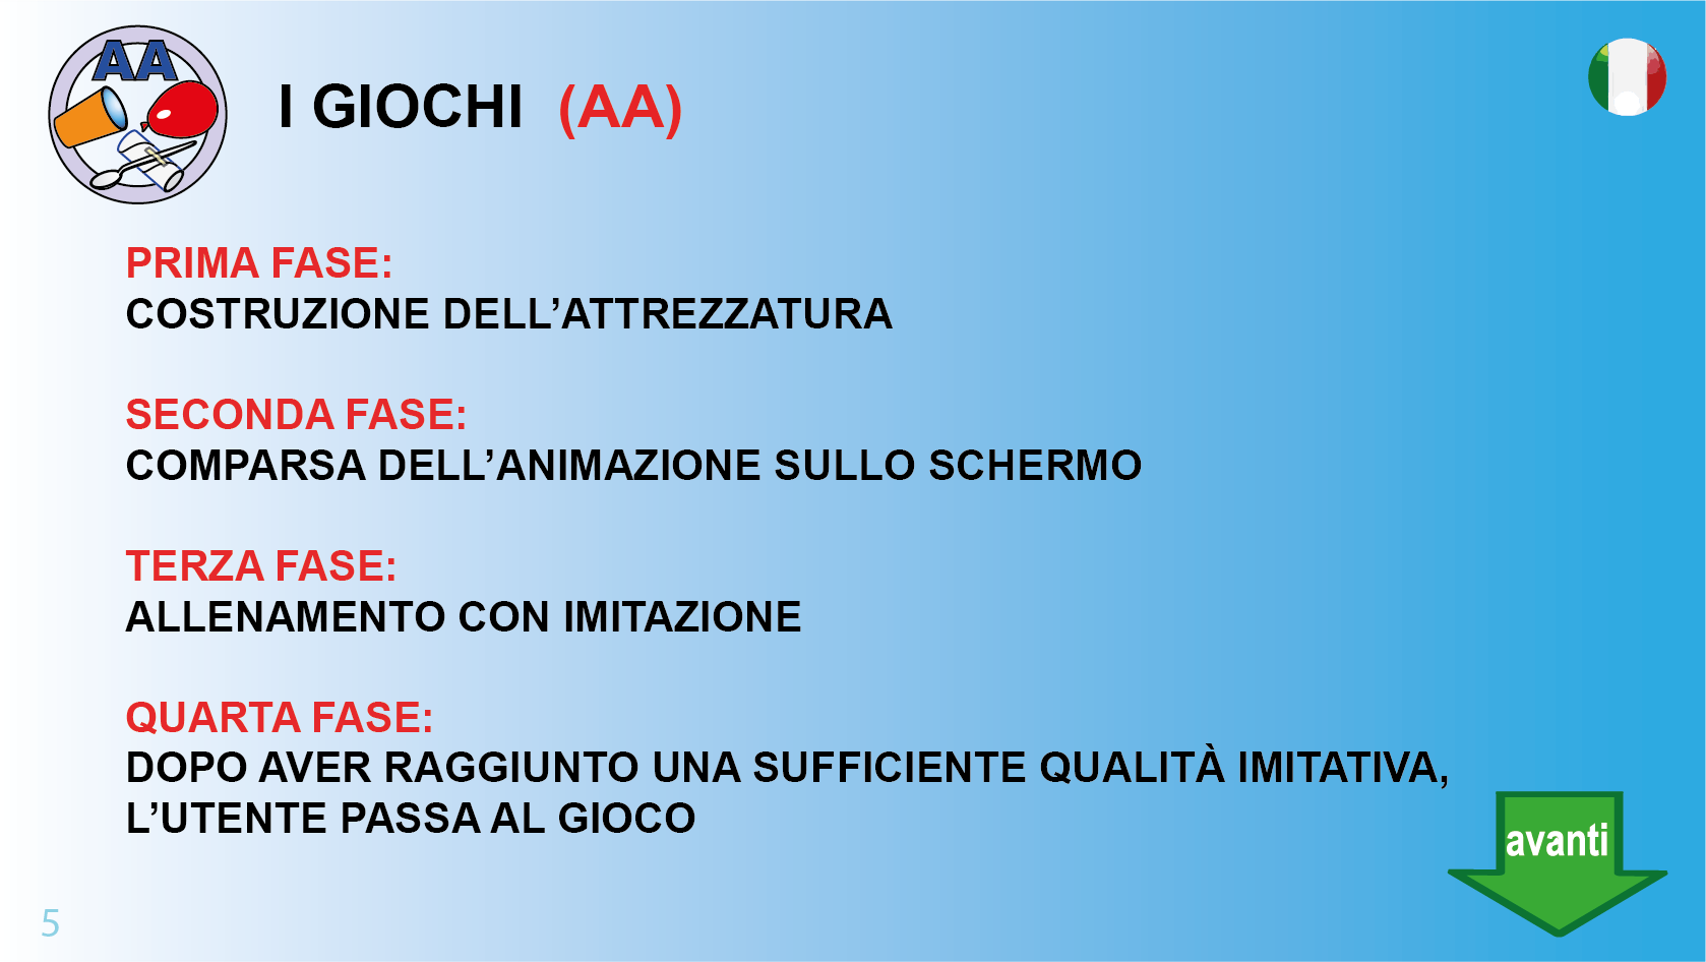 AA
I GIOCHI (AA)
PRIMA FASE:
COSTRUZIONE DELL’ATTREZZATURA
SECONDA FASE:
COMPARSA DELL’ANIMAZIONE SULLO SCHERMO
TERZA FASE:
ALLENAMENTO CON IMITAZIONE
QUARTA FASE:
DOPO AVER RAGGIUNTO UNA SUFFICIENTE QUALITÀ IMITATIVA,
L’UTENTE PASSA AL GIOCO
avanti
5